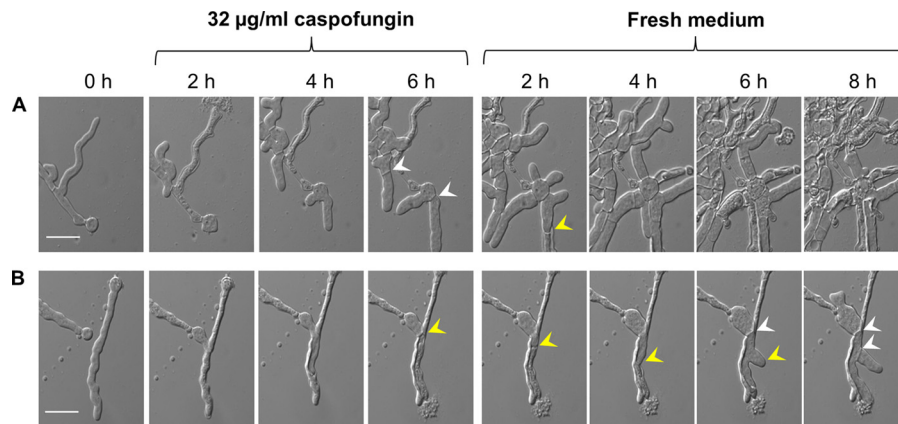 32 µg/ml caspofungin
Fresh medium
0 h 2 h 4 h 6 h 2 h 4 h 6 h 8 h
A
B